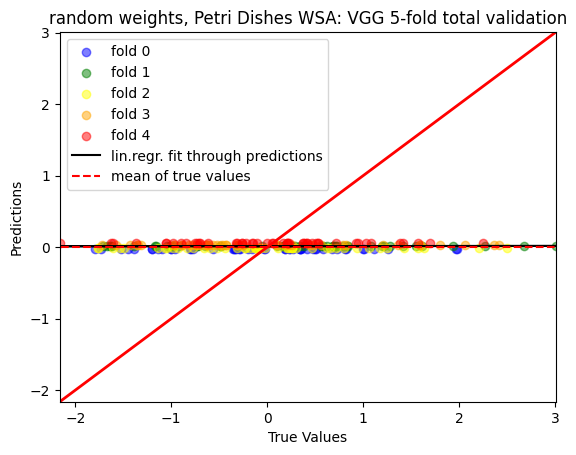 random weights, Petri Dishes WSA: VGG 5-fold total validation
fold 0
fold 1
fold 2
fold 3
fold 4
lin.regr. fit through predictions
mean of true values
Predictions
3
2
1
0
−1
−2
−2
−1
0
1
2
3
True Values